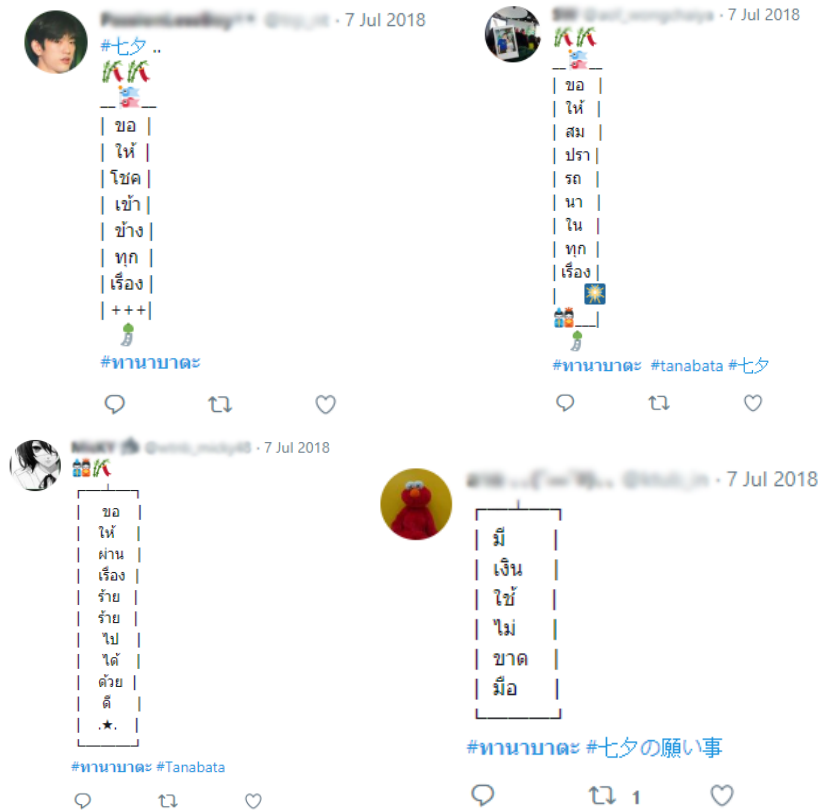 · 7 Jul 2018
#七夕 ..
__ __
| ขอ |
| ให้ |
| โชค |
| เข้า |
| ข้าง |
| ทุก |
| เรื่อง |
| +++|
#ทานาบาตะ
· 7 Jul 2018
__ __
| ขอ |
| ให้ |
| สม |
| ปรา |
| รถ |
| นา |
| ใน |
| ทุก |
| เรื่อง |
|
___|
#ทานาบาตะ #tanabata #七夕
· 7 Jul 2018
┌──┴──┐
| ขอ |
| ให้ |
| ผ่าน |
| เรื่อง |
| ร้าย |
| ร้าย |
| ไป |
| ได้ |
| ด้วย |
| ดี |
| .★. |
└─────┘
#ทานาบาตะ #Tanabata
· 7 Jul 2018
┌──┴──┐
| มี |
| เงิน |
| ใช้ |
| ไม่ |
| ขาด |
| มือ |
└─────┘
#ทานาบาตะ #七夕の願い事
1